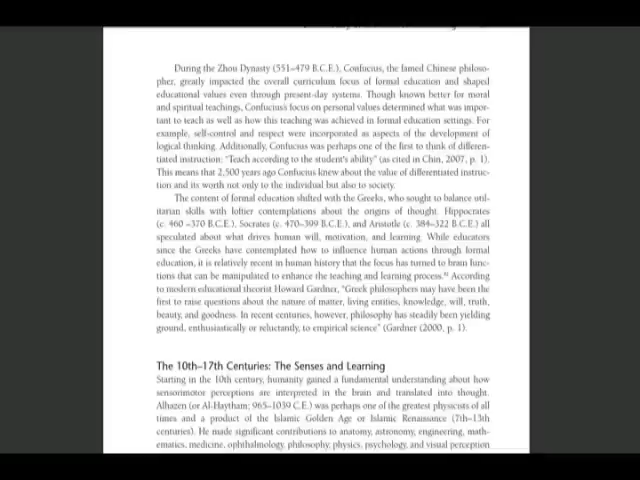 During the Zhou Dynasty (551–479 B.C.E.), Confucius, the famed Chinese philoso-
pher, greatly impacted the overall curriculum focus of formal education and shaped
educational values even through present-day systems. Though known better for moral
and spiritual teachings, Confucius's focus on personal values determined what was impor-
tant to teach as well as how this teaching was achieved in formal education settings. For
example, self-control and respect were incorporated as aspects of the development of
logical thinking. Additionally, Confucius was perhaps one of the first to think of differen-
tiated instruction: "Teach according to the student's ability" (as cited in Chin, 2007, p. 1).
This means that 2,500 years ago Confucius knew about the value of differentiated instruc-
tion and its worth not only to the individual but also to society.
The content of formal education shifted with the Greeks, who sought to balance util-
itarian skills with loftier contemplations about the origins of thought. Hippocrates
(c. 460–370 B.C.E.), Socrates (c. 470–399 B.C.E.), and Aristotle (c. 384–322 B.C.E.) all
speculated about what drives human will, motivation, and learning. While educators
since the Greeks have contemplated how to influence human actions through formal
education, it is relatively recent in human history that the focus has turned to brain func-
tions that can be manipulated to enhance the teaching and learning process. According
to modern educational theorist Howard Gardner, "Greek philosophers may have been the
first to raise questions about the nature of matter, living entities, knowledge, will, truth,
beauty, and goodness. In recent centuries, however, philosophy has steadily been yielding
ground, enthusiastically or reluctantly, to empirical science" (Gardner (2000, p. 1).
The 10th–17th Centuries: The Senses and Learning
Starting in the 10th century, humanity gained a fundamental understanding about how
sensorimotor perceptions are interpreted in the brain and translated into thought.
Alhazen (or Al-Haytham; 965–1039 C.E.) was perhaps one of the greatest physicists of all
times and a product of the Islamic Golden Age or Islamic Renaissance (7th–13th
centuries). He made significant contributions to anatomy, astronomy, engineering, math-
ematics, medicine, ophthalmology, philosophy, physics, psychology, and visual perception